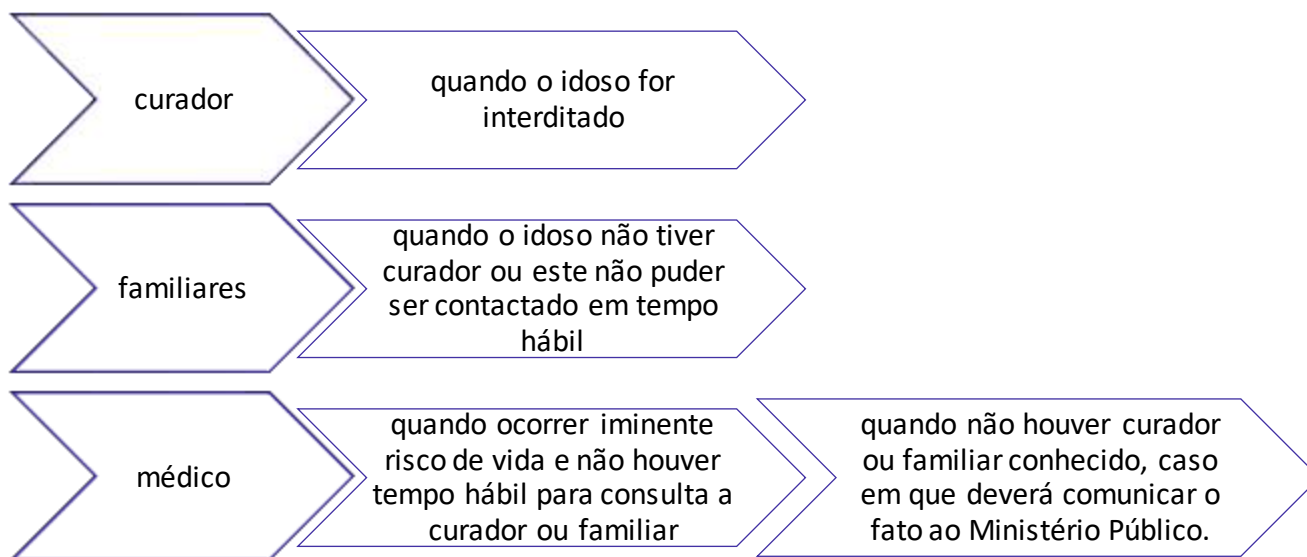 curador
quando o idoso for
interditado
familiares
quando o idoso não tiver
curador ou este não puder
ser contactado em tempo
hábil
médico
quando ocorrer iminente
risco de vida e não houver
tempo hábil para consulta a
curador ou familiar
quando não houver curador
ou familiar conhecido, caso
em que deverá comunicar o
fato ao Ministério Público.